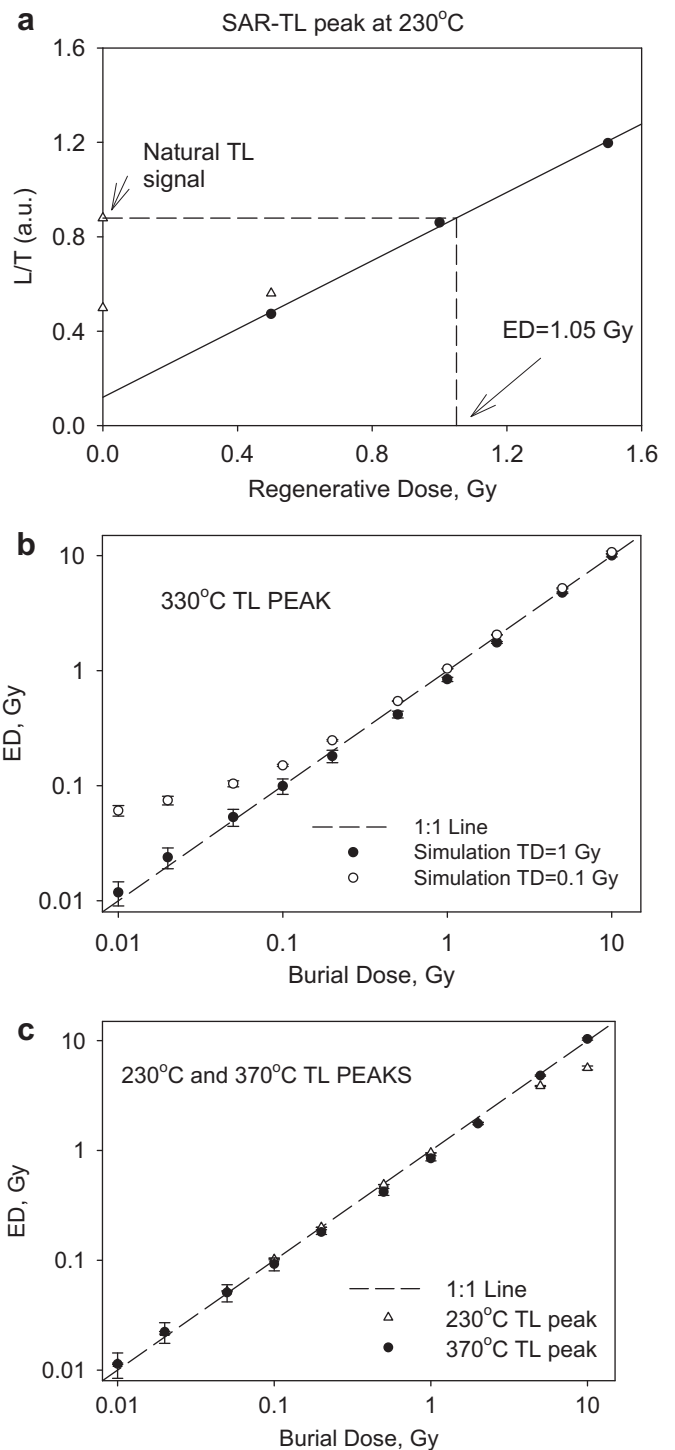 a
SAR-TL peak at 230°C
1.6
1.2
0.8
0.4
0.0
L/T (a.u.)
Natural TL
signal
ED=1.05 Gy
0.0 0.4 0.8 1.2 1.6
Regenerative Dose, Gy
b
330°C TL PEAK
10
1
0.1
0.01
ED, Gy
1:1 Line
Simulation TD=1 Gy
Simulation TD=0.1 Gy
0.01 0.1 1 10
Burial Dose, Gy
c
230°C and 370°C TL PEAKS
10
1
0.1
0.01
ED, Gy
1:1 Line
230°C TL peak
370°C TL peak
0.01 0.1 1 10
Burial Dose, Gy